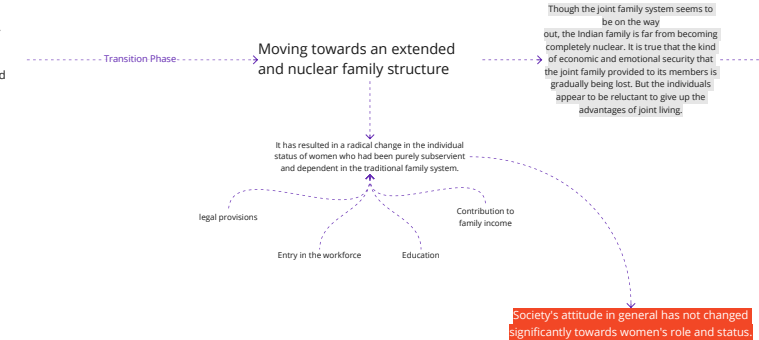 Though the joint family system seems to
be on the way
out, the Indian family is far from becoming
completely nuclear. It is true that the kind
of economic and emotional security that
the joint family provided to its members is
gradually being lost. But the individuals
appear to be reluctant to give up the
advantages of joint living.
Transition Phase
Moving towards an extended
and nuclear family structure
d
It has resulted in a radical change in the individual
status of women who had been purely subservient
and dependent in the traditional family system.
legal provisions
Contribution to
family income
Entry in the workforce
Education
Society's attitude in general has not changed
significantly towards women's role and status.